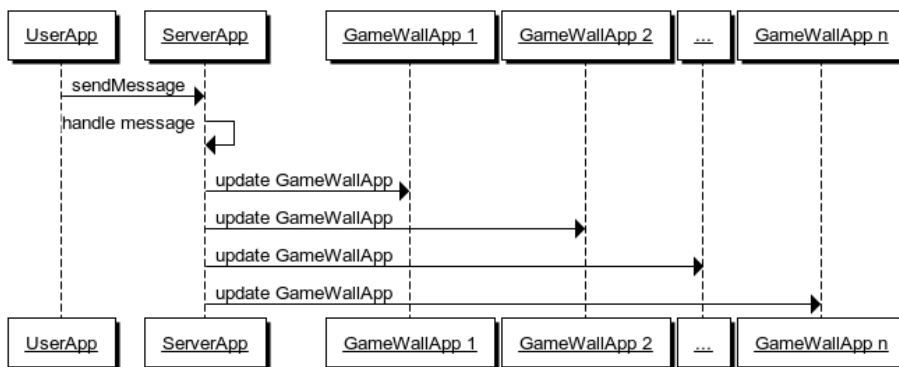 UserApp ServerApp GameWallApp 1 GameWallApp 2 ... GameWallApp n
sendMessage
handle message
update GameWallApp
update GameWallApp
update GameWallApp
update GameWallApp
UserApp ServerApp GameWallApp 1 GameWallApp 2 ... GameWallApp n